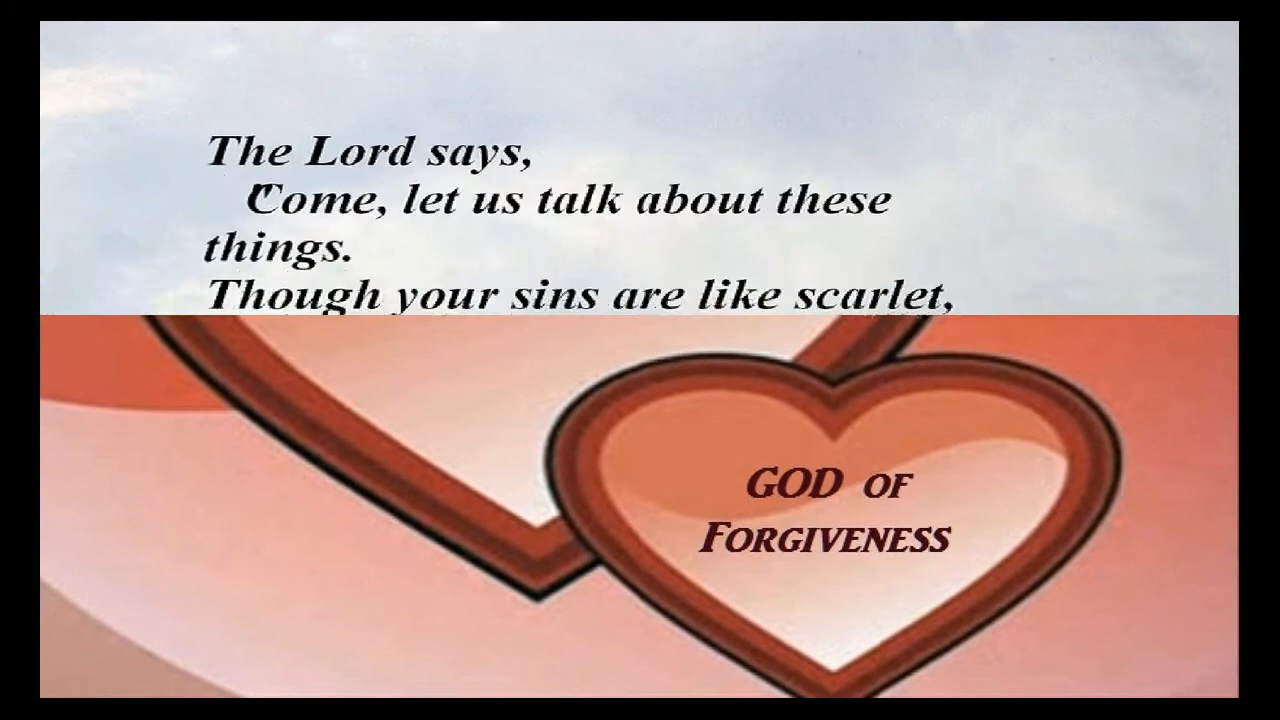 The Lord says,
"Come, let us talk about these
things.
Though your sins are like scarlet,
GOD OF
FORGIVENESS